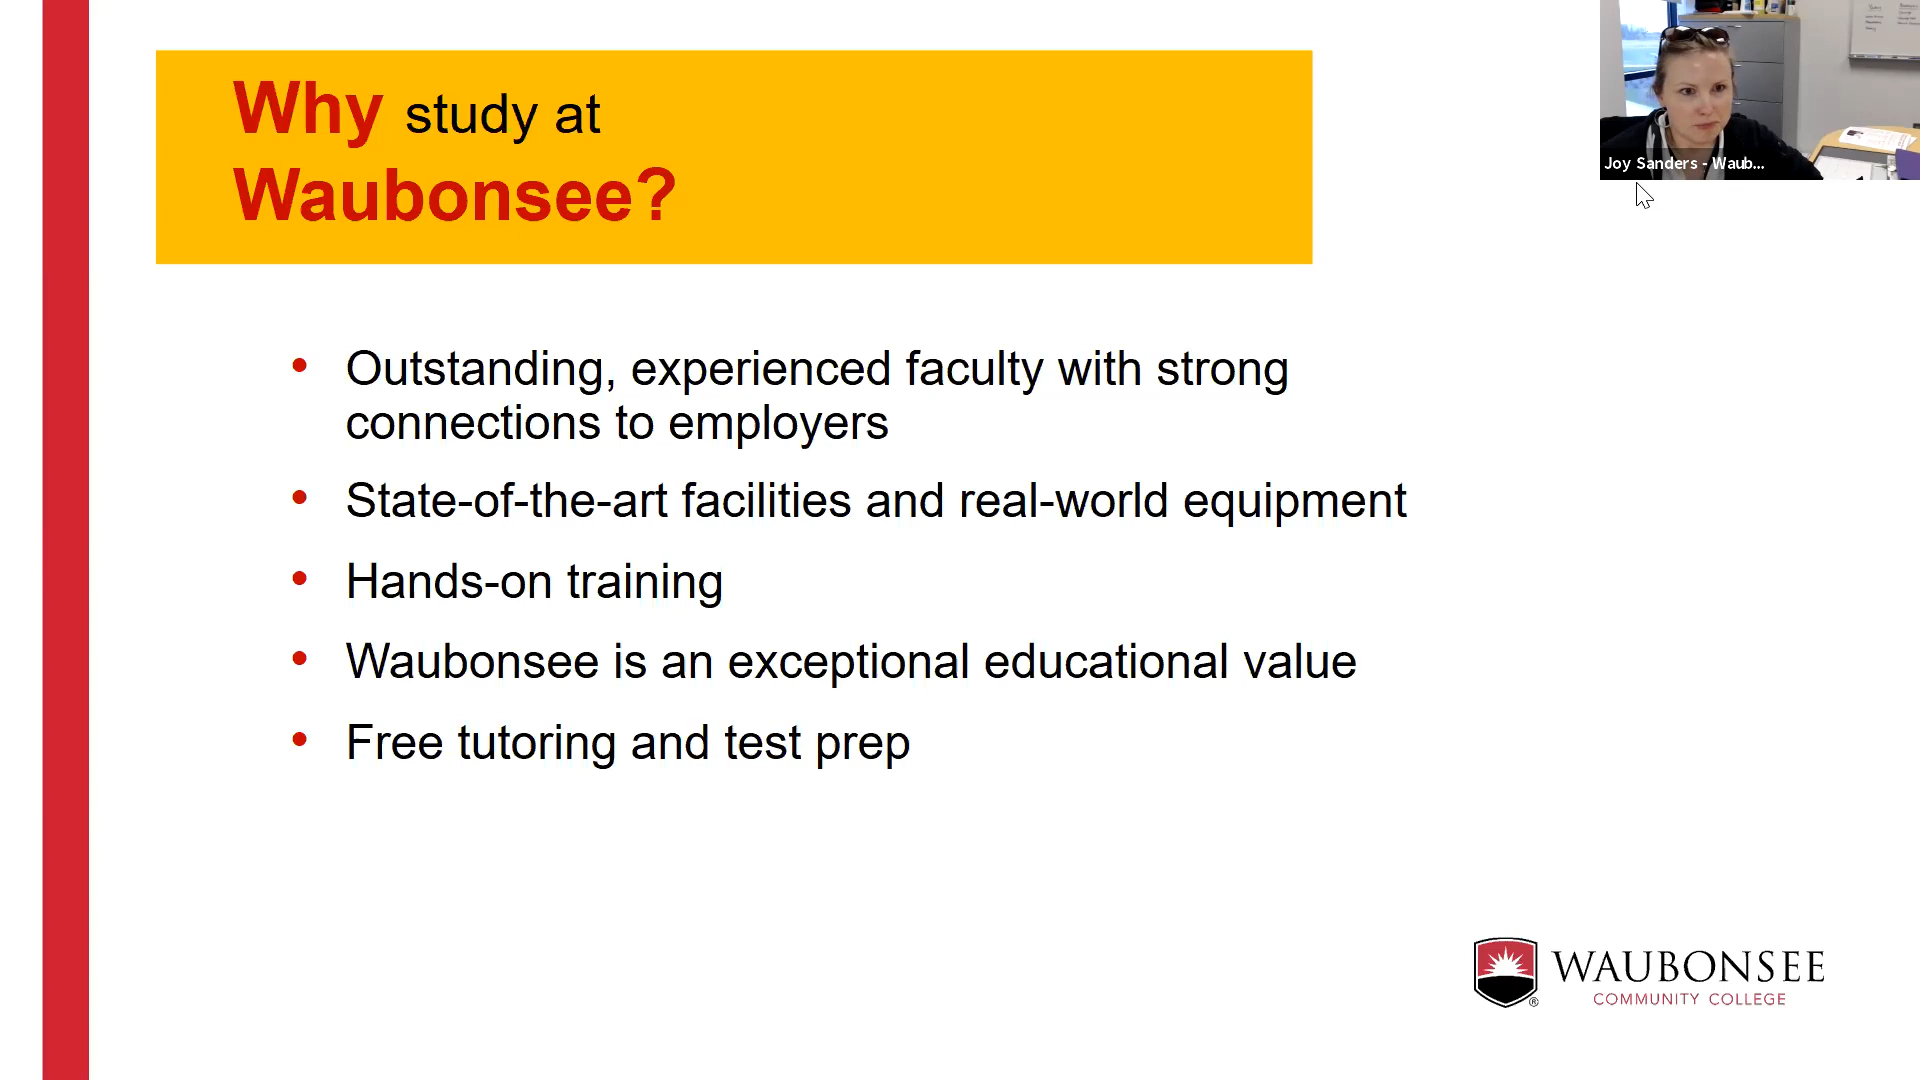 Why study at
Waubonsee?
Joy Sanders - Waub...
• Outstanding, experienced faculty with strong
connections to employers
• State-of-the-art facilities and real-world equipment
• Hands-on training
• Waubonsee is an exceptional educational value
• Free tutoring and test prep
WAUBONSEE
COMMUNITY COLLEGE
®